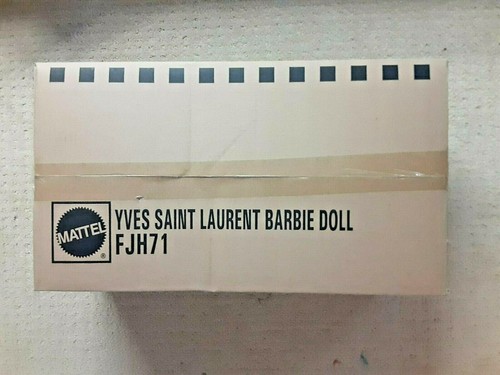 MATTEL
®
YVES SAINT LAURENT BARBIE DOLL
FJH71